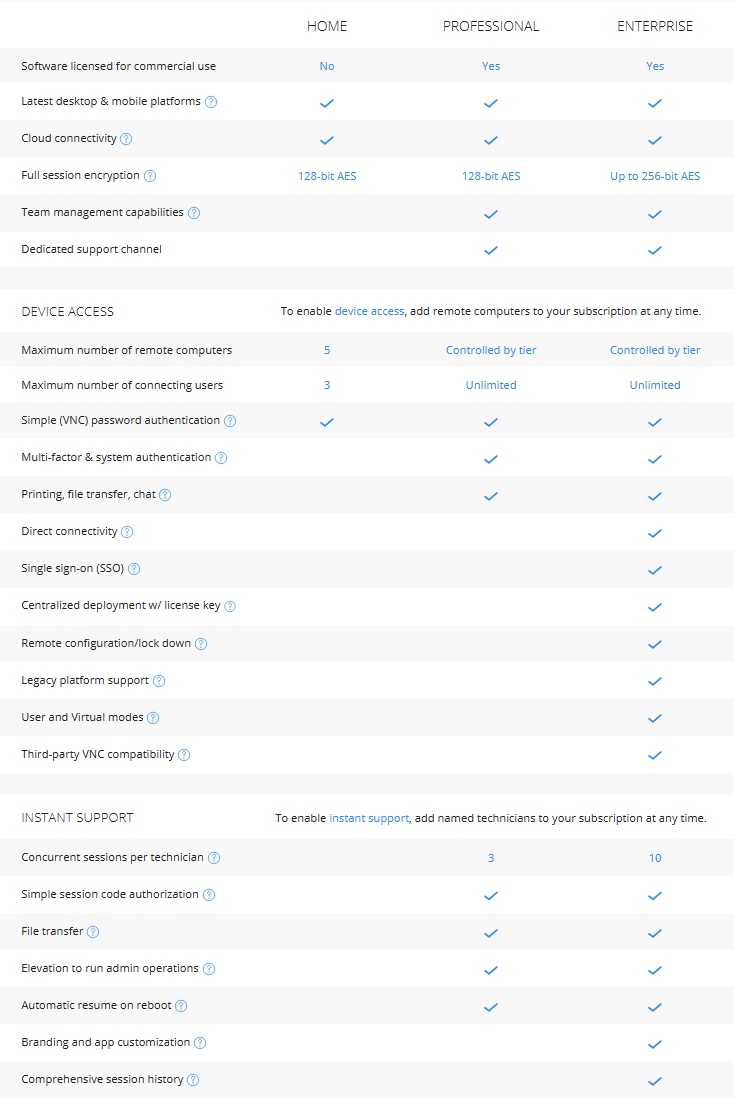 HOME PROFESSIONAL ENTERPRISE
Software licensed for commercial use No Yes Yes
Latest desktop & mobile platforms ? ✓ ✓ ✓
Cloud connectivity ? ✓ ✓ ✓
Full session encryption ? 128-bit AES 128-bit AES Up to 256-bit AES
Team management capabilities ? ✓ ✓
Dedicated support channel ✓ ✓
DEVICE ACCESS To enable device access, add remote computers to your subscription at any time.
Maximum number of remote computers 5 Controlled by tier Controlled by tier
Maximum number of connecting users 3 Unlimited Unlimited
Simple (VNC) password authentication ? ✓ ✓ ✓
Multi-factor & system authentication ? ✓ ✓
Printing, file transfer, chat ? ✓ ✓
Direct connectivity ? ✓
Single sign-on (SSO) ? ✓
Centralized deployment w/ license key ? ✓
Remote configuration/lock down ? ✓
Legacy platform support ? ✓
User and Virtual modes ? ✓
Third-party VNC compatibility ? ✓
INSTANT SUPPORT To enable instant support, add named technicians to your subscription at any time.
Concurrent sessions per technician ? 3 10
Simple session code authorization ? ✓ ✓
File transfer ? ✓ ✓
Elevation to run admin operations ? ✓ ✓
Automatic resume on reboot ? ✓ ✓
Branding and app customization ? ✓
Comprehensive session history ? ✓